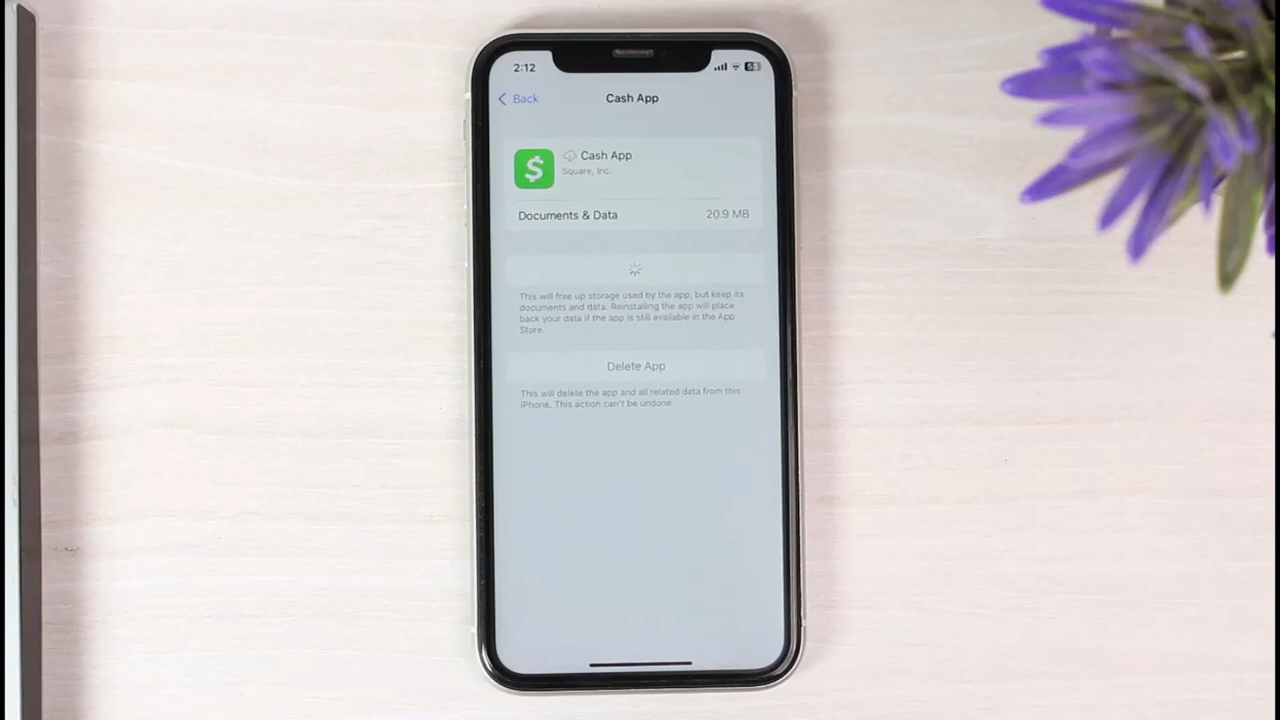 2:12
Back
Cash App
Cash App
Square, Inc.
Documents & Data 20.9 MB
This will free up storage used by the app, but keep its
documents and data. Reinstalling the app will place
back your data if the app is still available in the App
Store.
Delete App
This will delete the app and all related data from this
iPhone. This action can't be undone.